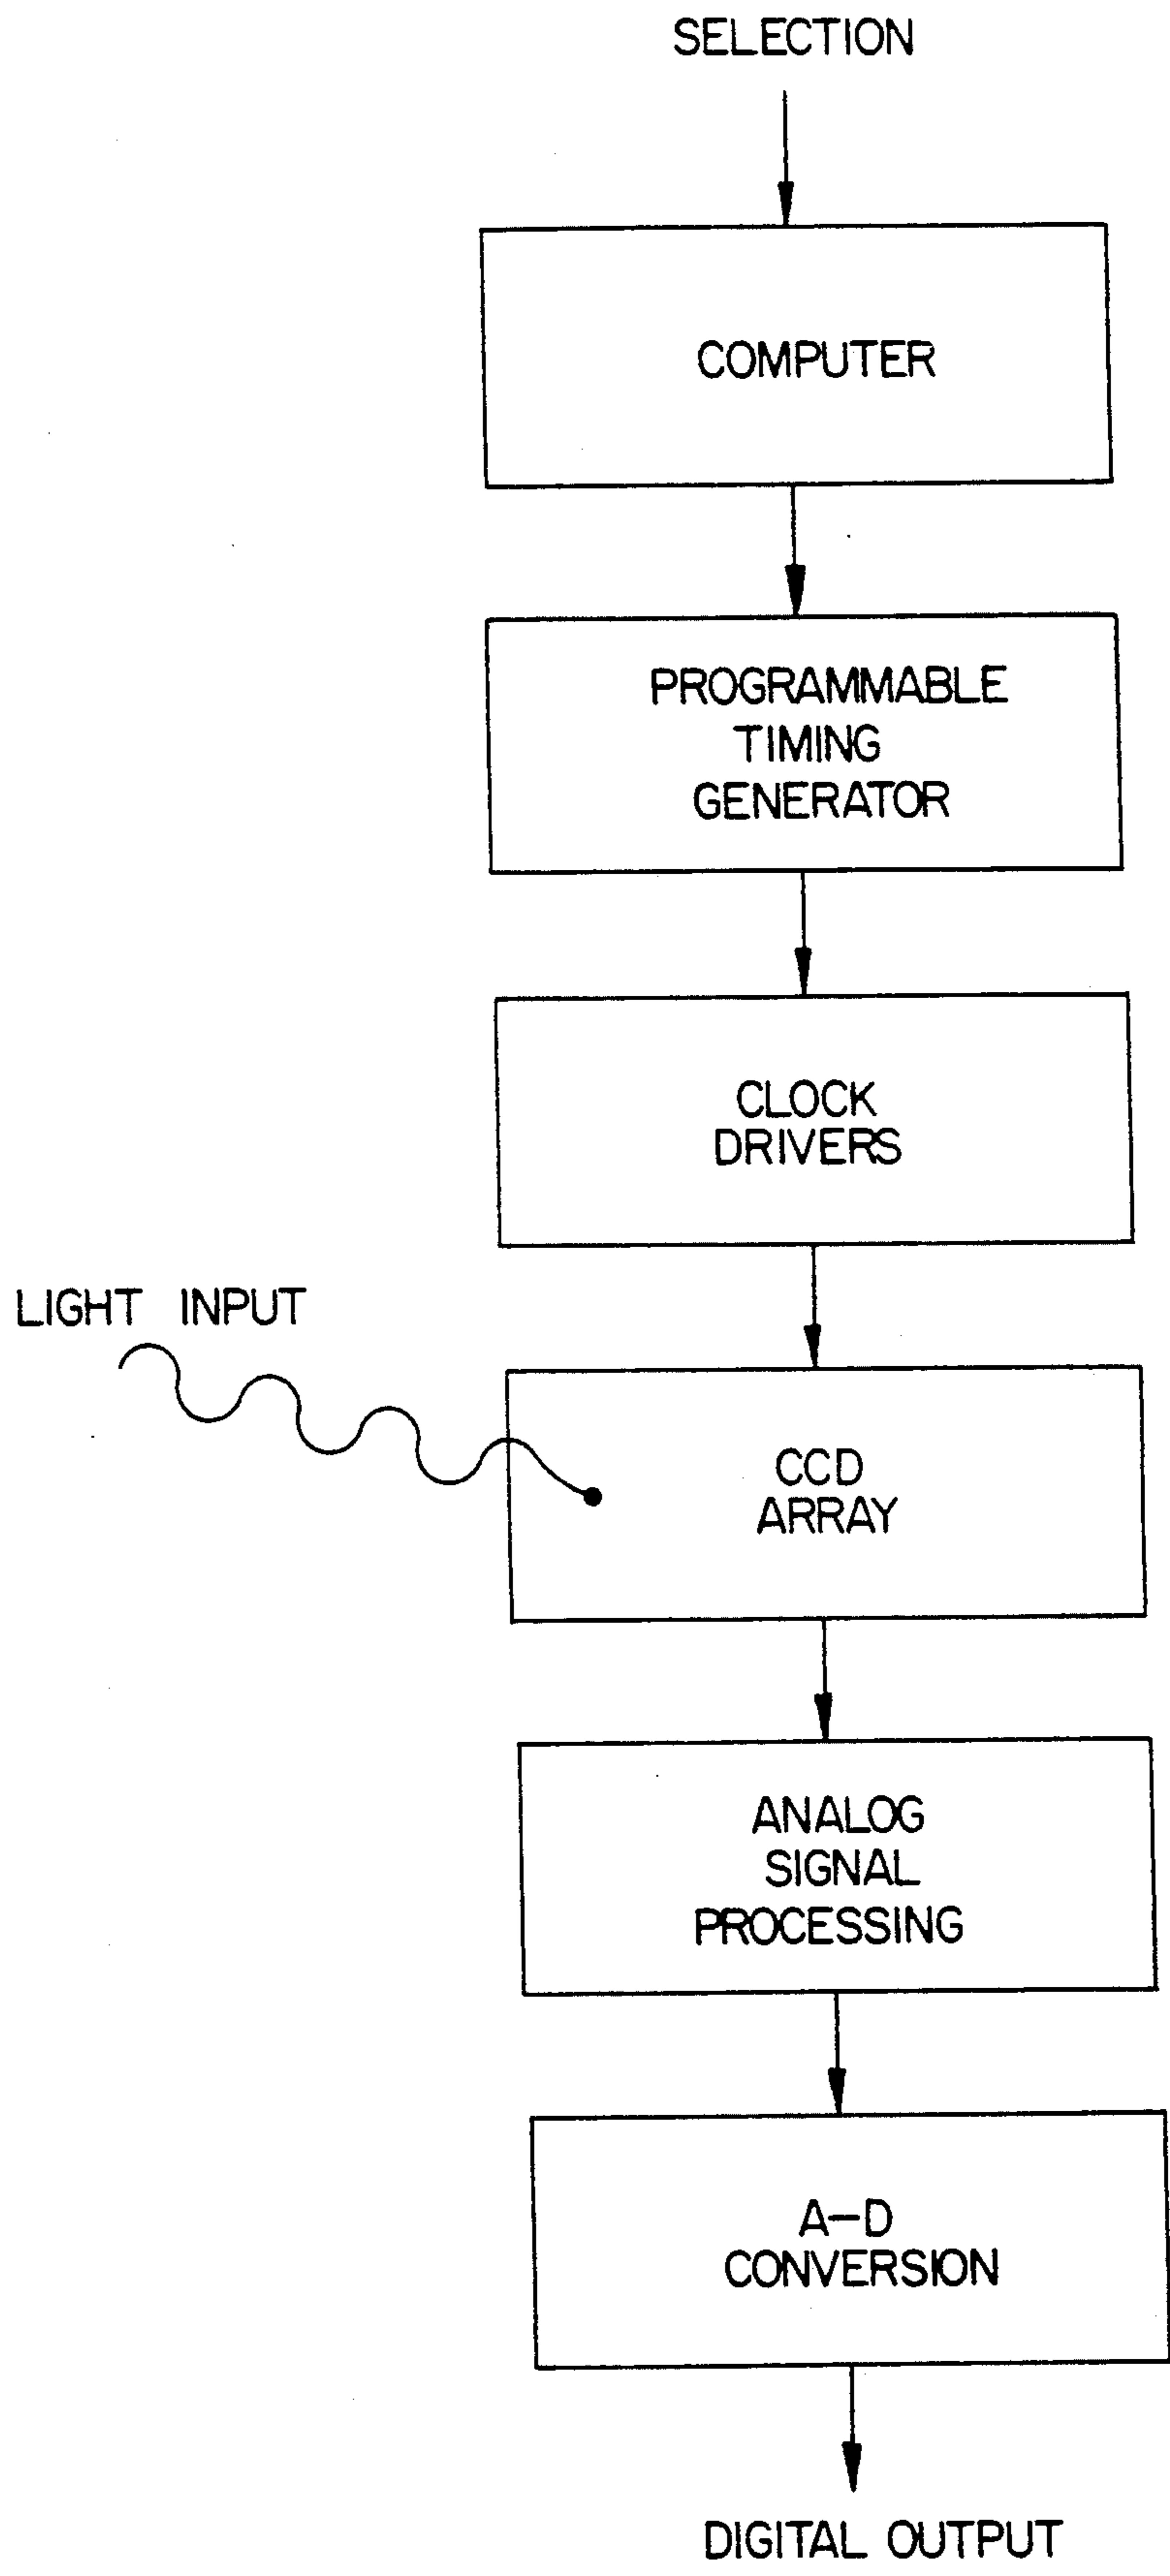 SELECTION
COMPUTER
PROGRAMMABLE
TIMING
GENERATOR
CLOCK
DRIVERS
LIGHT INPUT
CCD
ARRAY
ANALOG
SIGNAL
PROCESSING
A-D
CONVERSION
DIGITAL OUTPUT